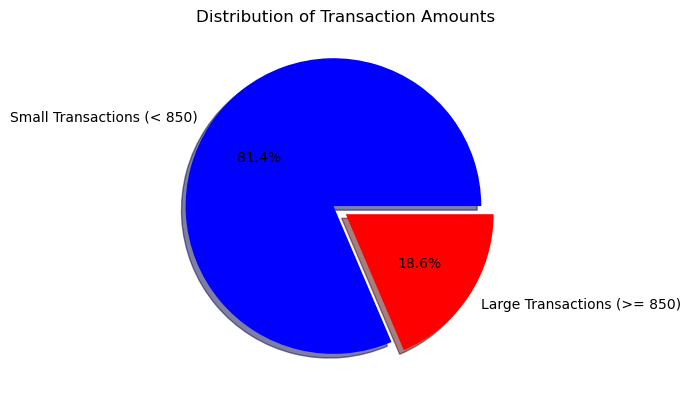 Distribution of Transaction Amounts
Small Transactions (< 850)
81.4%
18.6%
Large Transactions (>= 850)